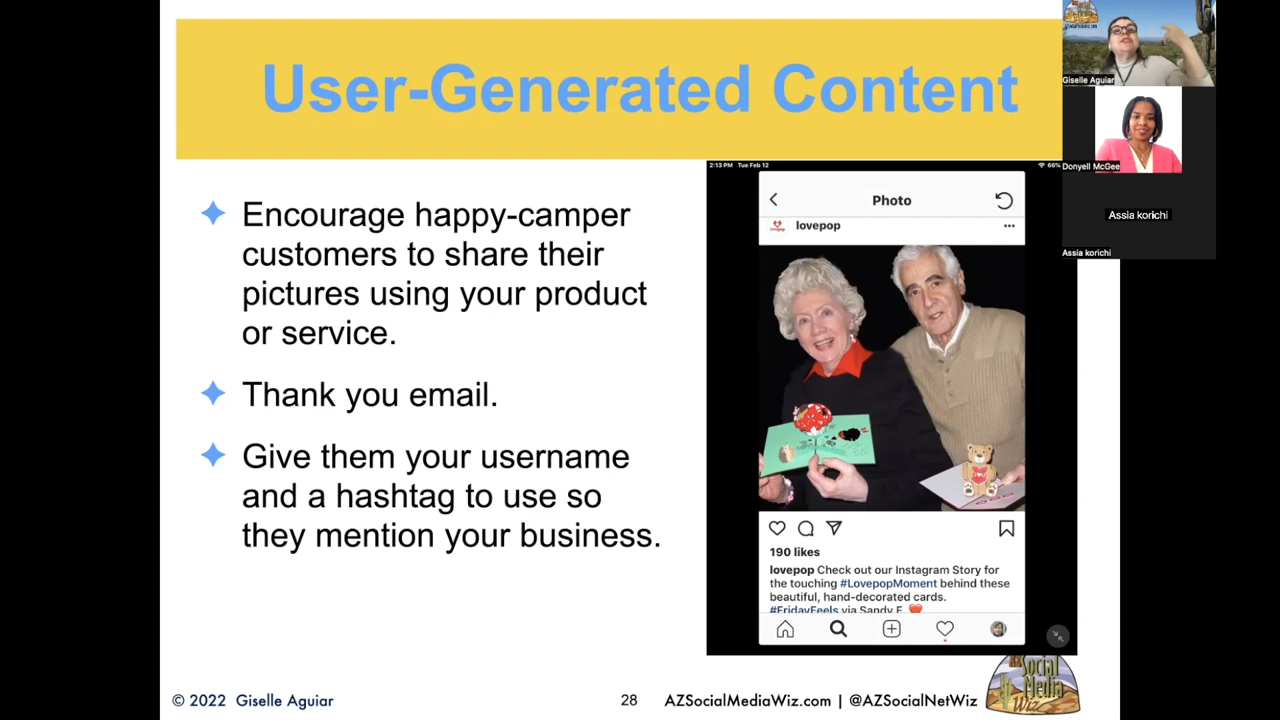 User-Generated Content
Encourage happy-camper
customers to share their
pictures using your product
or service.
Thank you email.
Give them your username
and a hashtag to use so
they mention your business.
2:13 PM Tue Feb 12
66%
Photo
lovepop
190 likes
lovepop Check out our Instagram Story for
the touching #LovepopMoment behind these
beautiful, hand-decorated cards.
#FridayFeels via Sandy F.
© 2022 Giselle Aguiar
28
AZSocialMediaWiz.com | @AZSocialNetWiz
Social
Media
Wiz
Giselle Aguiar
Donyell McGee
Assia korichi
Assia korichi